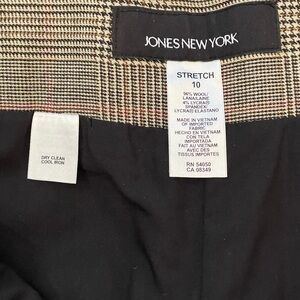 JONES NEW YORK
STRETCH
10
96% WOOL/
LANA/LAINE
4% LYCRA®
SPANDEX/
LYCRA® ELASTANO
MADE IN VIETNAM
OF IMPORTED
FABRIC
HECHO EN VIETNAM
CON TELA
IMPORTADA
FAIT AU VIETNAM
AVEC DES
TISSUS IMPORTES
RN 54050
CA 08349
DRY CLEAN
COOL IRON